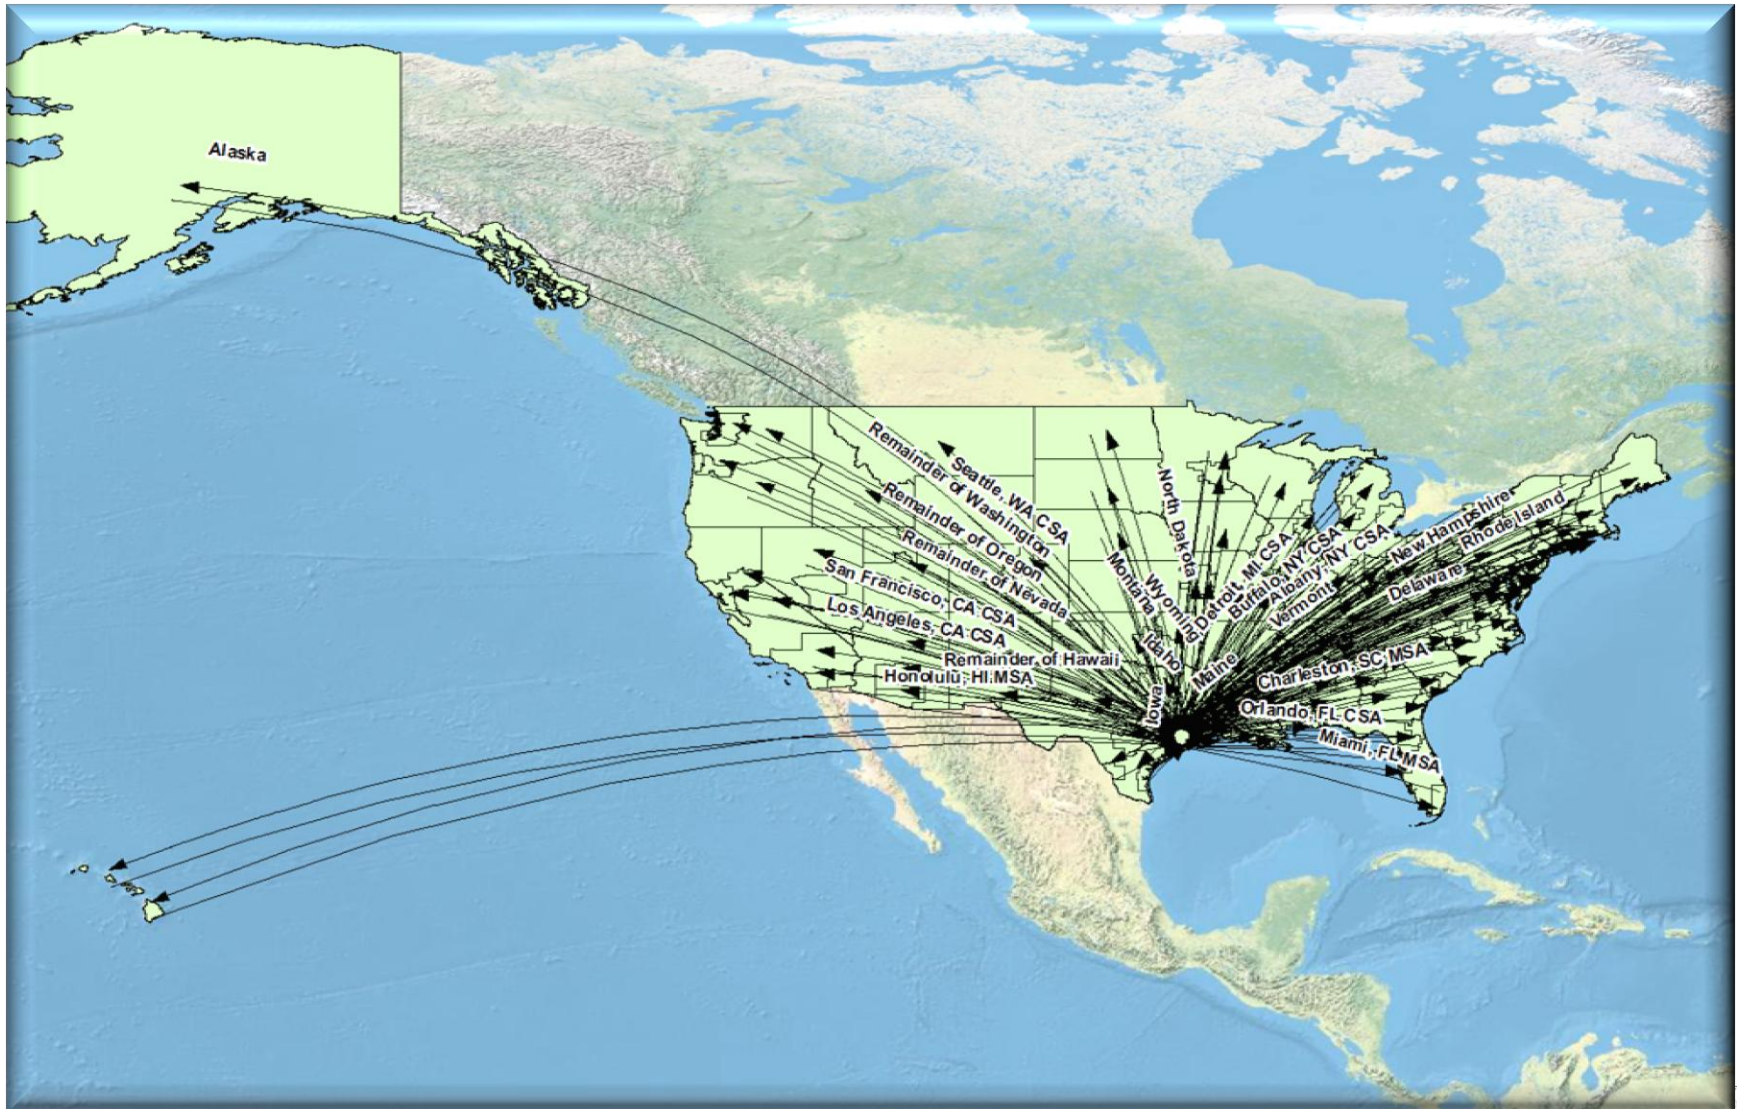 Alaska
Remainder of Washington
Seattle, WA CSA
Remainder of Oregon
Remainder of Nevada
San Francisco, CA CSA
Los Angeles, CA CSA
Remainder of Hawaii
Honolulu, HI MSA
North Dakota
Montana
Wyoming
Idaho
Iowa
Maine
Detroit, MI CSA
Buffalo, NY CSA
Albany, NY CSA
Vermont
New Hampshire
Rhode Island
Delaware
Charleston, SC MSA
Orlando, FL CSA
Miami, FL MSA